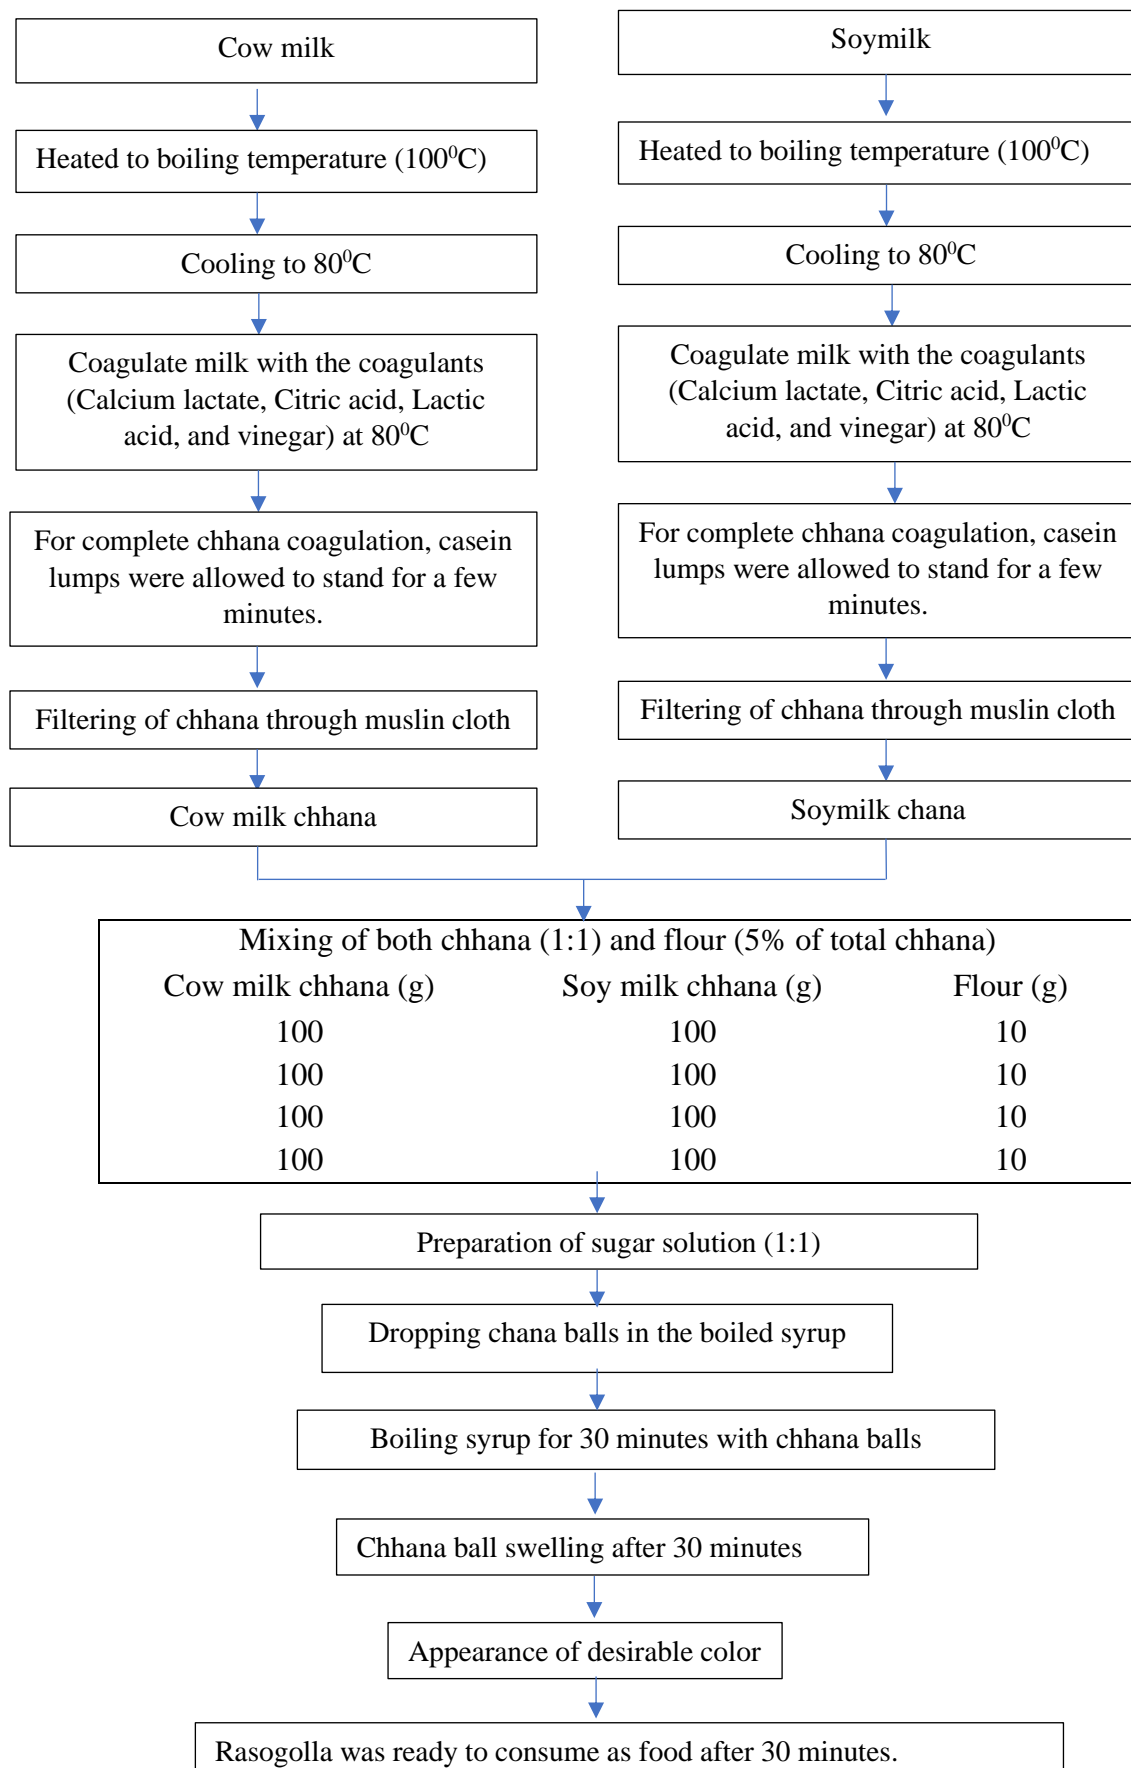 Cow milk
Heated to boiling temperature (100⁰C)
Cooling to 80⁰C
Coagulate milk with the coagulants
(Calcium lactate, Citric acid, Lactic
acid, and vinegar) at 80⁰C
For complete chhana coagulation, casein
lumps were allowed to stand for a few
minutes.
Filtering of chhana through muslin cloth
Cow milk chhana
Soymilk
Heated to boiling temperature (100⁰C)
Cooling to 80⁰C
Coagulate milk with the coagulants
(Calcium lactate, Citric acid, Lactic
acid, and vinegar) at 80⁰C
For complete chhana coagulation, casein
lumps were allowed to stand for a few
minutes.
Filtering of chhana through muslin cloth
Soymilk chana
Mixing of both chhana (1:1) and flour (5% of total chhana)
Cow milk chhana (g) Soy milk chhana (g) Flour (g)
100 100 10
100 100 10
100 100 10
100 100 10
Preparation of sugar solution (1:1)
Dropping chana balls in the boiled syrup
Boiling syrup for 30 minutes with chhana balls
Chhana ball swelling after 30 minutes
Appearance of desirable color
Rasogolla was ready to consume as food after 30 minutes.